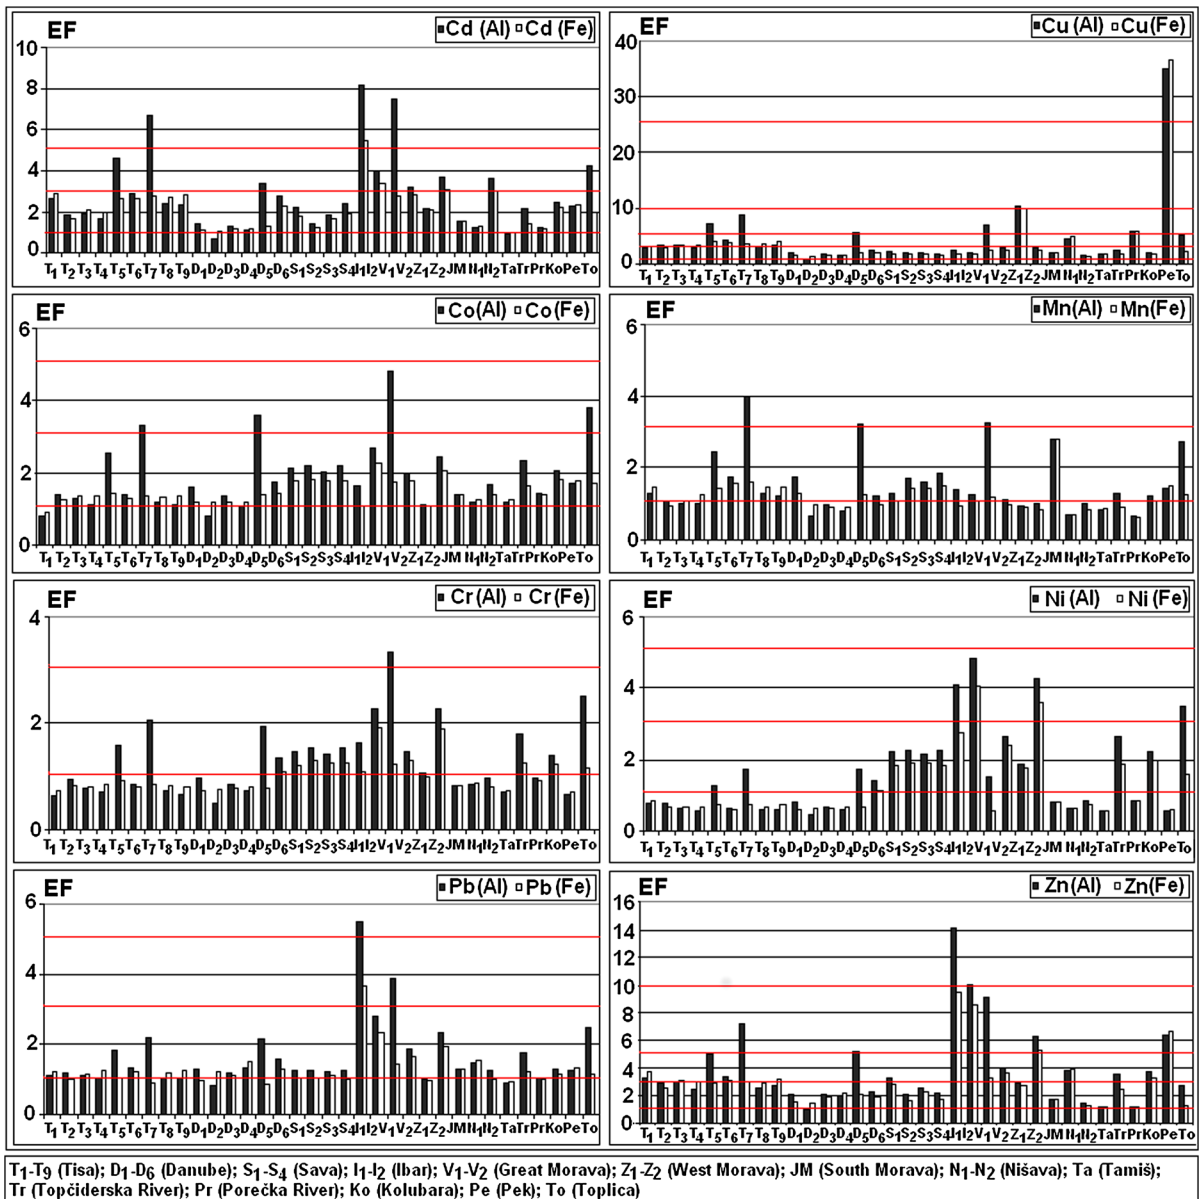 EF
Cd (Al) Cd (Fe)
10
8
6
4
2
0
T1 T2 T3 T4 T5 T6 T7 T8 T9 D1 D2 D3 D4 D5 D6 S1 S2 S3 S4 I1 I2 V1 V2 Z1 Z2 JM N1 N2 Ta Tr Pr Ko Pe To
EF
Cu (Al) Cu(Fe)
40
30
20
10
0
T1 T2 T3 T4 T5 T6 T7 T8 T9 D1 D2 D3 D4 D5 D6 S1 S2 S3 S4 I1 I2 V1 V2 Z1 Z2 JM N1 N2 Ta Tr Pr Ko Pe To
EF
Co(Al) Co(Fe)
6
4
2
0
T1 T2 T3 T4 T5 T6 T7 T8 T9 D1 D2 D3 D4 D5 D6 S1 S2 S3 S4 I1 I2 V1 V2 Z1 Z2 JM N1 N2 Ta Tr Pr Ko Pe To
EF
Mn(Al) Mn(Fe)
6
4
2
0
T1 T2 T3 T4 T5 T6 T7 T8 T9 D1 D2 D3 D4 D5 D6 S1 S2 S3 S4 I1 I2 V1 V2 Z1 Z2 JM N1 N2 Ta Tr Pr Ko Pe To
EF
Cr(Al) Cr (Fe)
4
2
0
T1 T2 T3 T4 T5 T6 T7 T8 T9 D1 D2 D3 D4 D5 D6 S1 S2 S3 S4 I1 I2 V1 V2 Z1 Z2 JM N1 N2 Ta Tr Pr Ko Pe To
EF
Ni (Al) Ni (Fe)
6
4
2
0
T1 T2 T3 T4 T5 T6 T7 T8 T9 D1 D2 D3 D4 D5 D6 S1 S2 S3 S4 I1 I2 V1 V2 Z1 Z2 JM N1 N2 Ta Tr Pr Ko Pe To
EF
Pb(Al) Pb(Fe)
6
4
2
0
T1 T2 T3 T4 T5 T6 T7 T8 T9 D1 D2 D3 D4 D5 D6 S1 S2 S3 S4 I1 I2 V1 V2 Z1 Z2 JM N1 N2 Ta Tr Pr Ko Pe To
EF
Zn(Al) Zn(Fe)
16
14
12
10
8
6
4
3
2
0
T1 T2 T3 T4 T5 T6 T7 T8 T9 D1 D2 D3 D4 D5 D6 S1 S2 S3 S4 I1 I2 V1 V2 Z1 Z2 JM N1 N2 Ta Tr Pr Ko Pe To
T1-T9 (Tisa); D1-D6 (Danube); S1-S4 (Sava); I1-I2 (Ibar); V1-V2 (Great Morava); Z1-Z2 (West Morava); JM (South Morava); N1-N2 (Nišava); Ta (Tamiš);
Tr (Topčiderska River); Pr (Porečka River); Ko (Kolubara); Pe (Pek); To (Toplica)